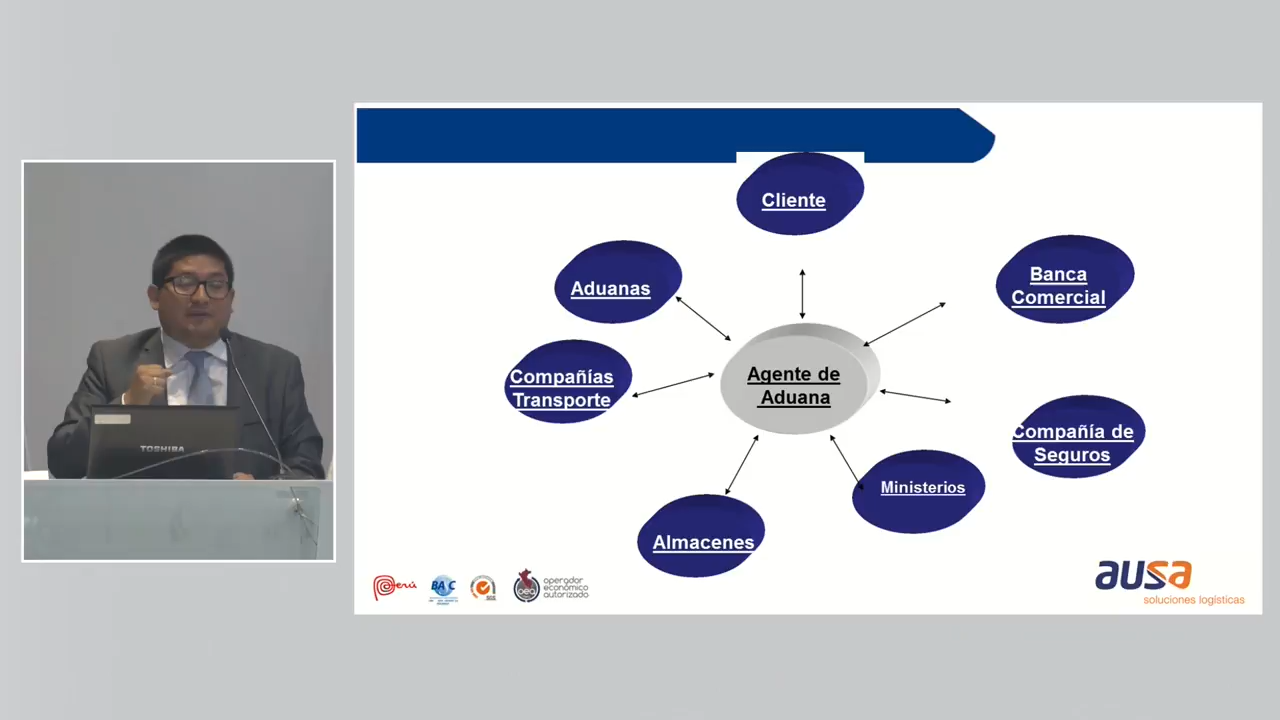 Cliente
Aduanas
Banca
Comercial
Compañías
Transporte
Agente de
Aduana
Compañía de
Seguros
Ministerios
Almacenes
TOSHIBA
Perú
BASC
operador
económico
autorizado
ausa
soluciones logísticas